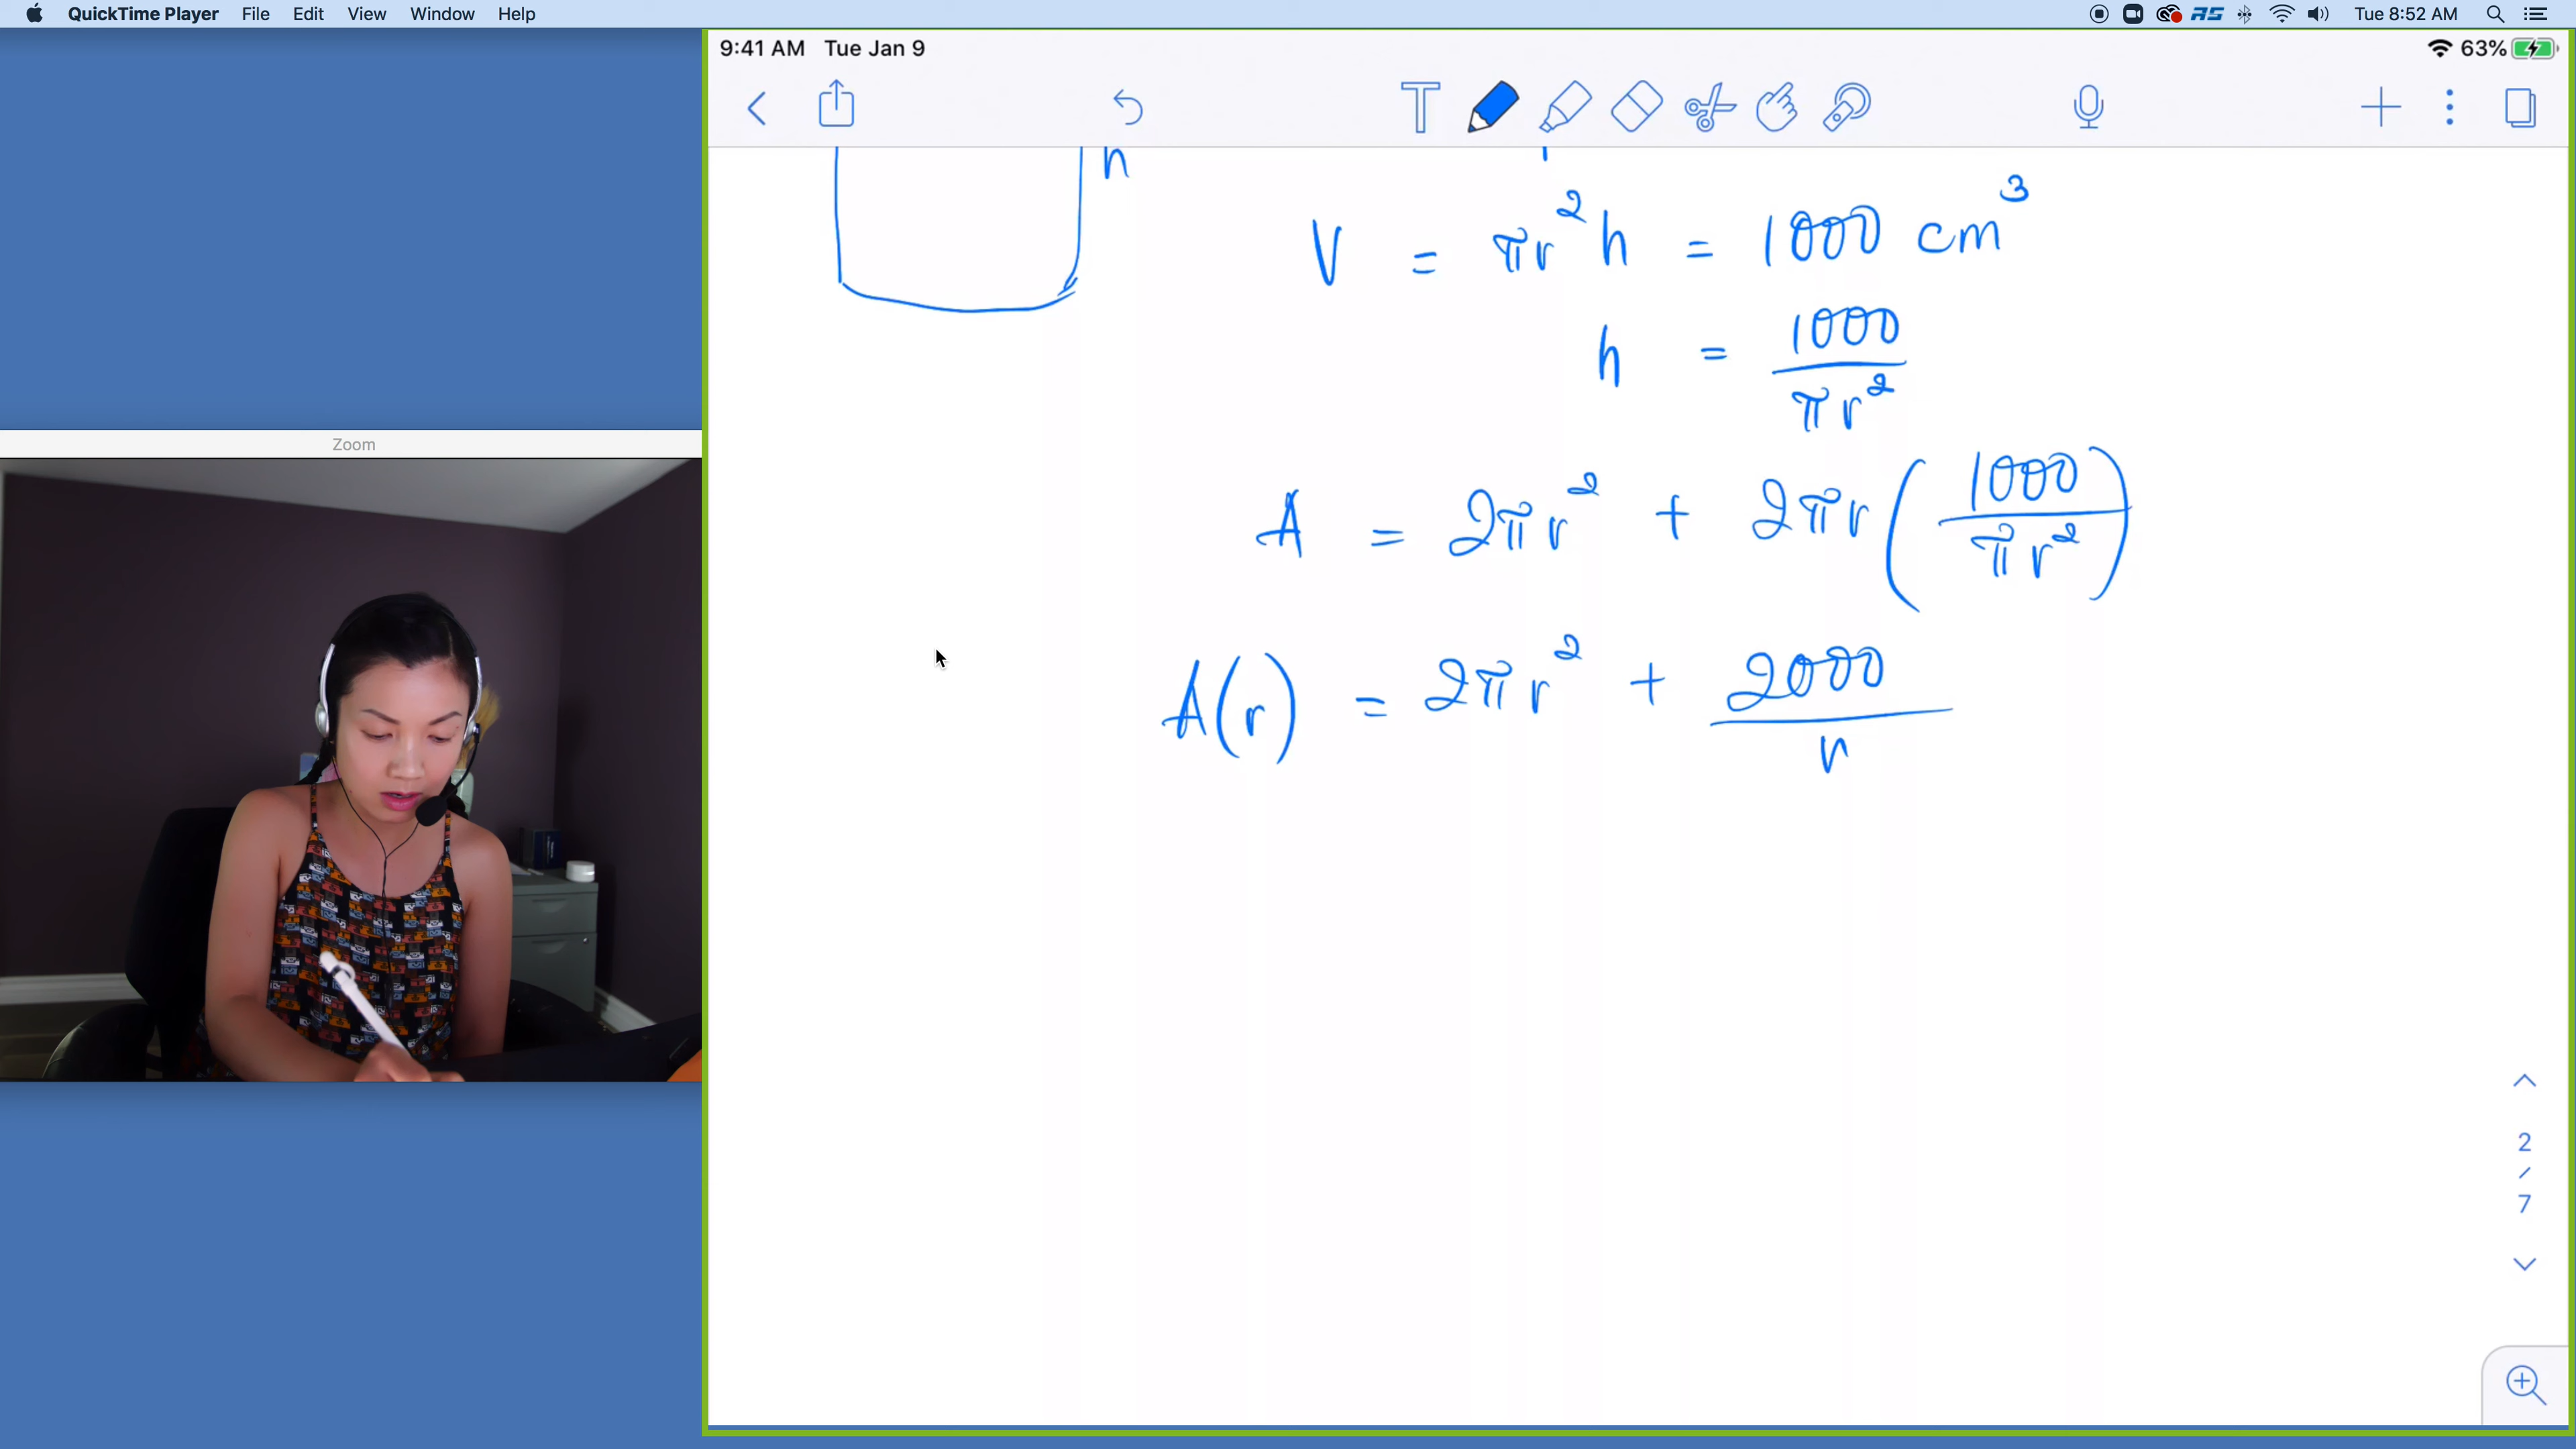 QuickTime Player File Edit View Window Help
Tue 8:52 AM
9:41 AM Tue Jan 9
63%
T
h
V = πr² h = 1000 cm³
h = 1000 / πr²
A = 2πr² + 2πr (1000 / πr²)
A(r) = 2πr² + 2000 / r
Zoom
2
/
7